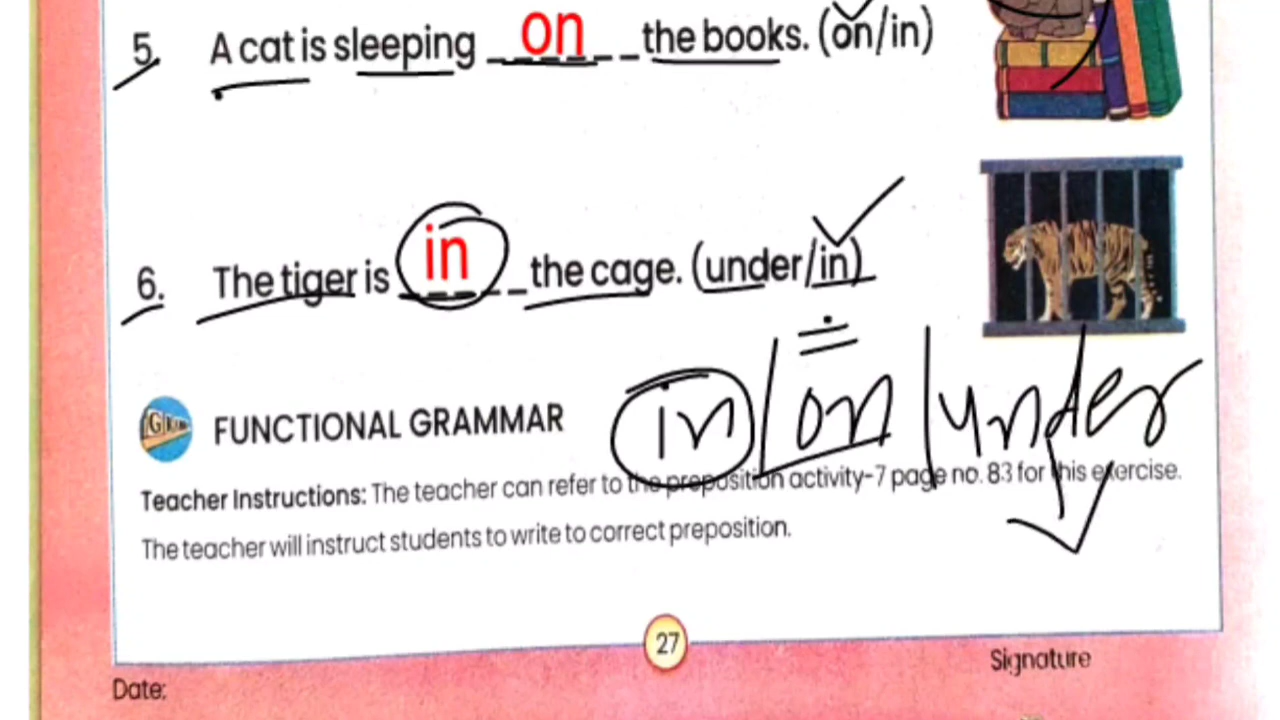 5. A cat is sleeping on the books. (on/in)
6. The tiger is in the cage. (under/in)
in/on/under
FUNCTIONAL GRAMMAR
Teacher Instructions: The teacher can refer to the preposition activity-7 page no. 83 for this exercise.
The teacher will instruct students to write to correct preposition.
27
Signature
Date: